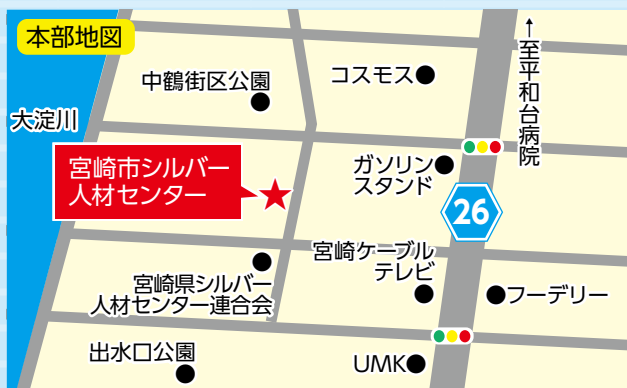 本部地図
↑至平和台病院
中鶴街区公園
コスモス
大淀川
宮崎市シルバー
人材センター
ガソリン
スタンド
26
宮崎ケーブル
テレビ
宮崎県シルバー
人材センター連合会
フーデリー
出水口公園
UMK